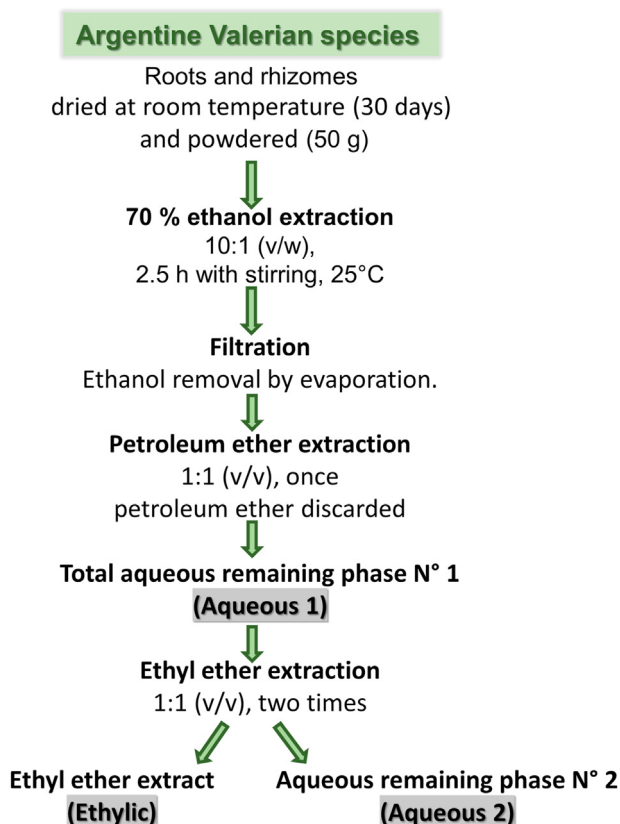 Argentine Valerian species
Roots and rhizomes
dried at room temperature (30 days)
and powdered (50 g)
70 % ethanol extraction
10:1 (v/w),
2.5 h with stirring, 25°C
Filtration
Ethanol removal by evaporation.
Petroleum ether extraction
1:1 (v/v), once
petroleum ether discarded
Total aqueous remaining phase N° 1
(Aqueous 1)
Ethyl ether extraction
1:1 (v/v), two times
Ethyl ether extract
(Ethylic)
Aqueous remaining phase N° 2
(Aqueous 2)